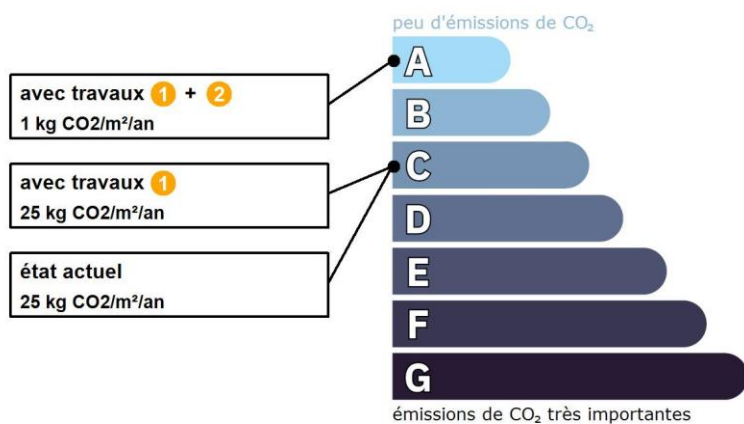 peu d'émissions de CO₂
A
avec travaux 1 + 2
1 kg CO2/m²/an
B
C
avec travaux 1
25 kg CO2/m²/an
D
état actuel
25 kg CO2/m²/an
E
F
G
émissions de CO₂ très importantes